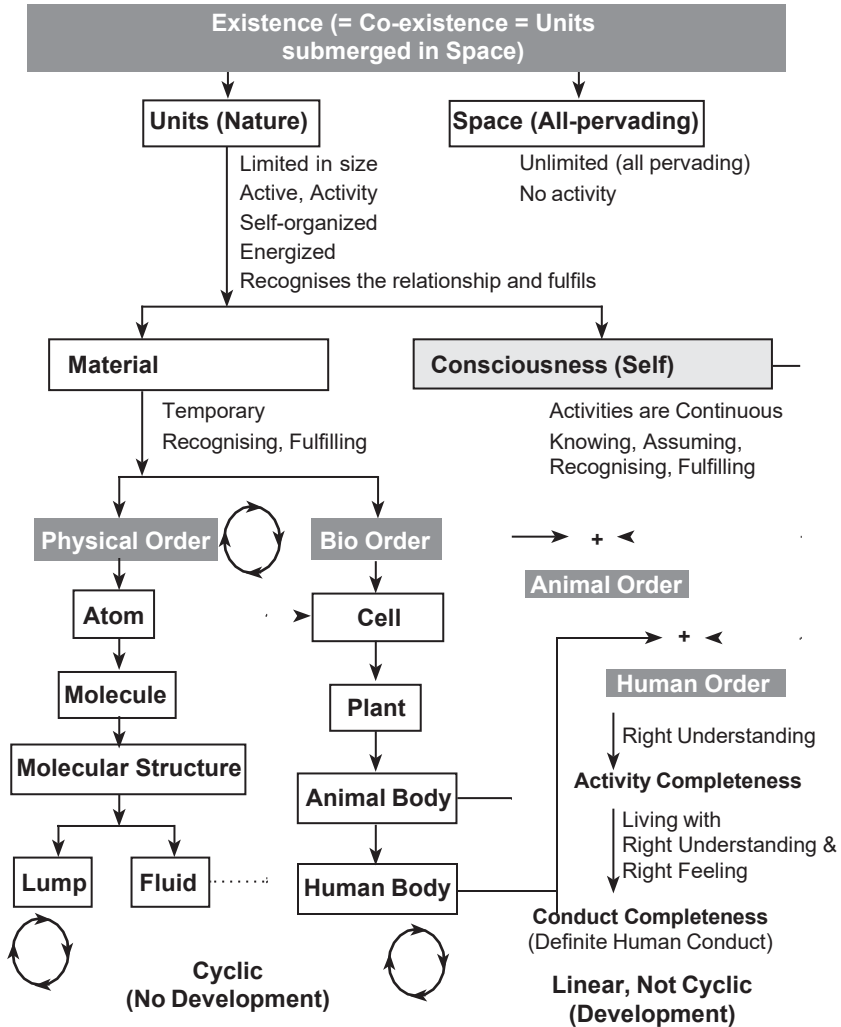 Existence (= Co-existence = Units
submerged in Space)
Units (Nature)
Space (All-pervading)
Limited in size
Active, Activity
Self-organized
Energized
Recognises the relationship and fulfils
Unlimited (all pervading)
No activity
Material
Consciousness (Self)
Temporary
Recognising, Fulfilling
Activities are Continuous
Knowing, Assuming,
Recognising, Fulfilling
Physical Order
Bio Order
+
Animal Order
Atom
Cell
+
Human Order
Molecule
Plant
Right Understanding
Molecular Structure
Activity Completeness
Animal Body
Living with
Right Understanding &
Right Feeling
Lump
Fluid
Human Body
Conduct Completeness
(Definite Human Conduct)
Cyclic
(No Development)
Linear, Not Cyclic
(Development)